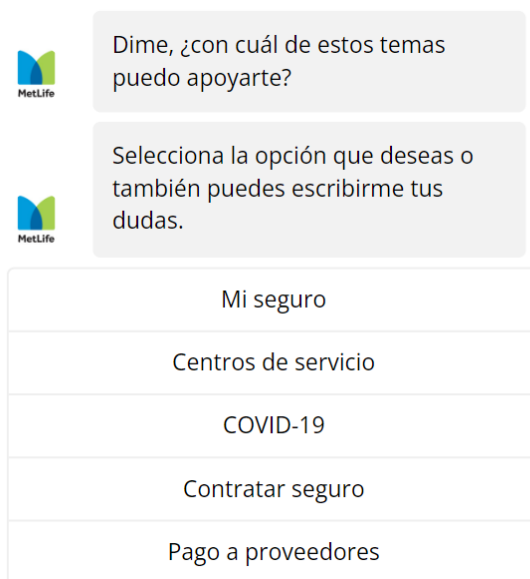 Dime, ¿con cuál de estos temas
puedo apoyarte?
MetLife
Selecciona la opción que deseas o
también puedes escribirme tus
dudas.
MetLife
Mi seguro
Centros de servicio
COVID-19
Contratar seguro
Pago a proveedores